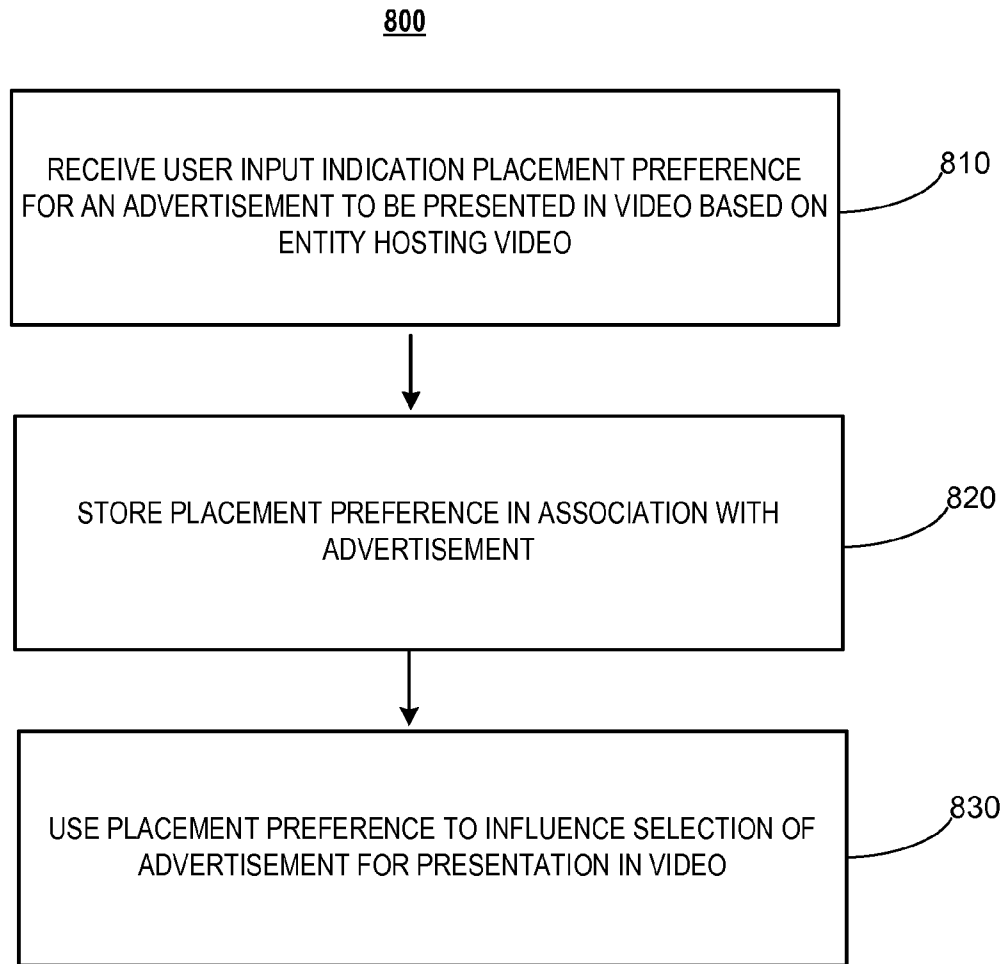 800
RECEIVE USER INPUT INDICATION PLACEMENT PREFERENCE
FOR AN ADVERTISEMENT TO BE PRESENTED IN VIDEO BASED ON
ENTITY HOSTING VIDEO
810
STORE PLACEMENT PREFERENCE IN ASSOCIATION WITH
ADVERTISEMENT
820
USE PLACEMENT PREFERENCE TO INFLUENCE SELECTION OF
ADVERTISEMENT FOR PRESENTATION IN VIDEO
830